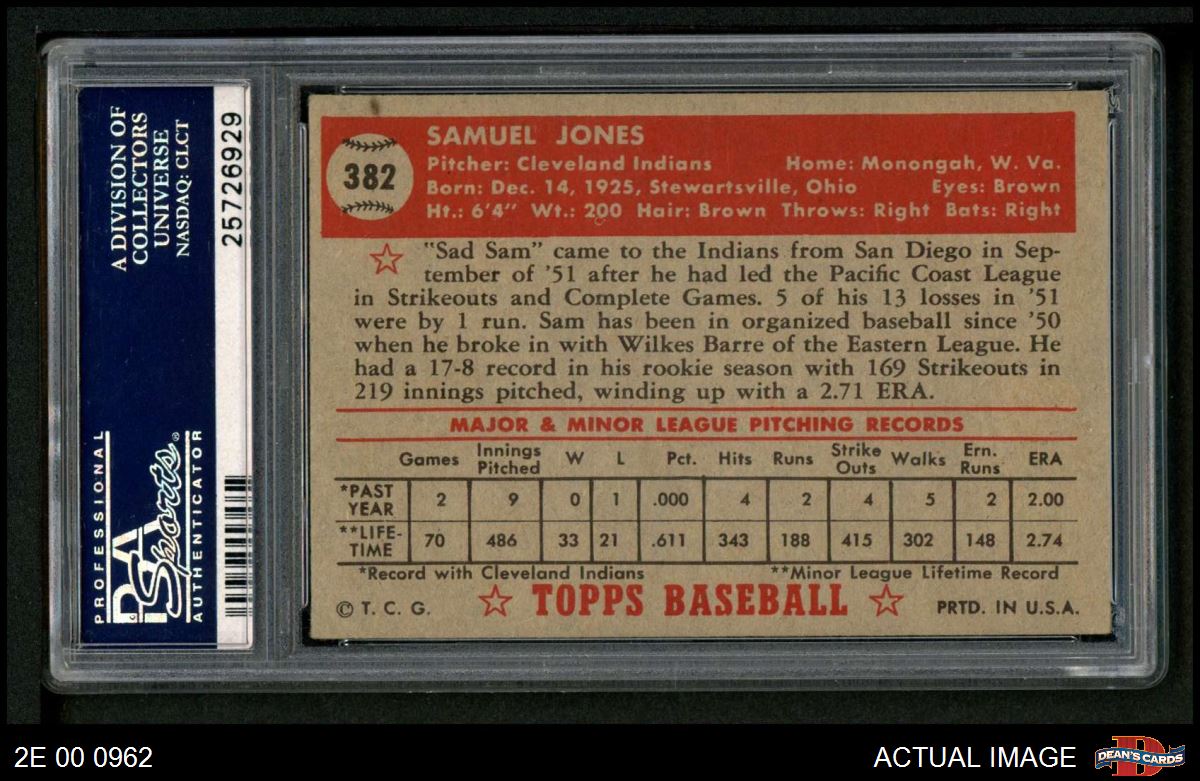 A DIVISION OF
COLLECTORS
UNIVERSE
NASDAQ: CLCT
25726929
PROFESSIONAL
PSA
Sports®
AUTHENTICATOR
382
SAMUEL JONES
Pitcher: Cleveland Indians Home: Monongah, W. Va.
Born: Dec. 14, 1925, Stewartsville, Ohio Eyes: Brown
Ht.: 6'4" Wt.: 200 Hair: Brown Throws: Right Bats: Right
"Sad Sam" came to the Indians from San Diego in Sep-
tember of '51 after he had led the Pacific Coast League
in Strikeouts and Complete Games. 5 of his 13 losses in '51
were by 1 run. Sam has been in organized baseball since '50
when he broke in with Wilkes Barre of the Eastern League. He
had a 17-8 record in his rookie season with 169 Strikeouts in
219 innings pitched, winding up with a 2.71 ERA.
MAJOR & MINOR LEAGUE PITCHING RECORDS
Games Innings Pitched W L Pct. Hits Runs Strike Outs Walks Ern. Runs ERA
*PAST YEAR 2 9 0 1 .000 4 2 4 5 2 2.00
**LIFE-TIME 70 486 33 21 .611 343 188 415 302 148 2.74
*Record with Cleveland Indians **Minor League Lifetime Record
© T. C. G. TOPPS BASEBALL PRTD. IN U.S.A.
2E 00 0962 ACTUAL IMAGE DEAN'S CARDS